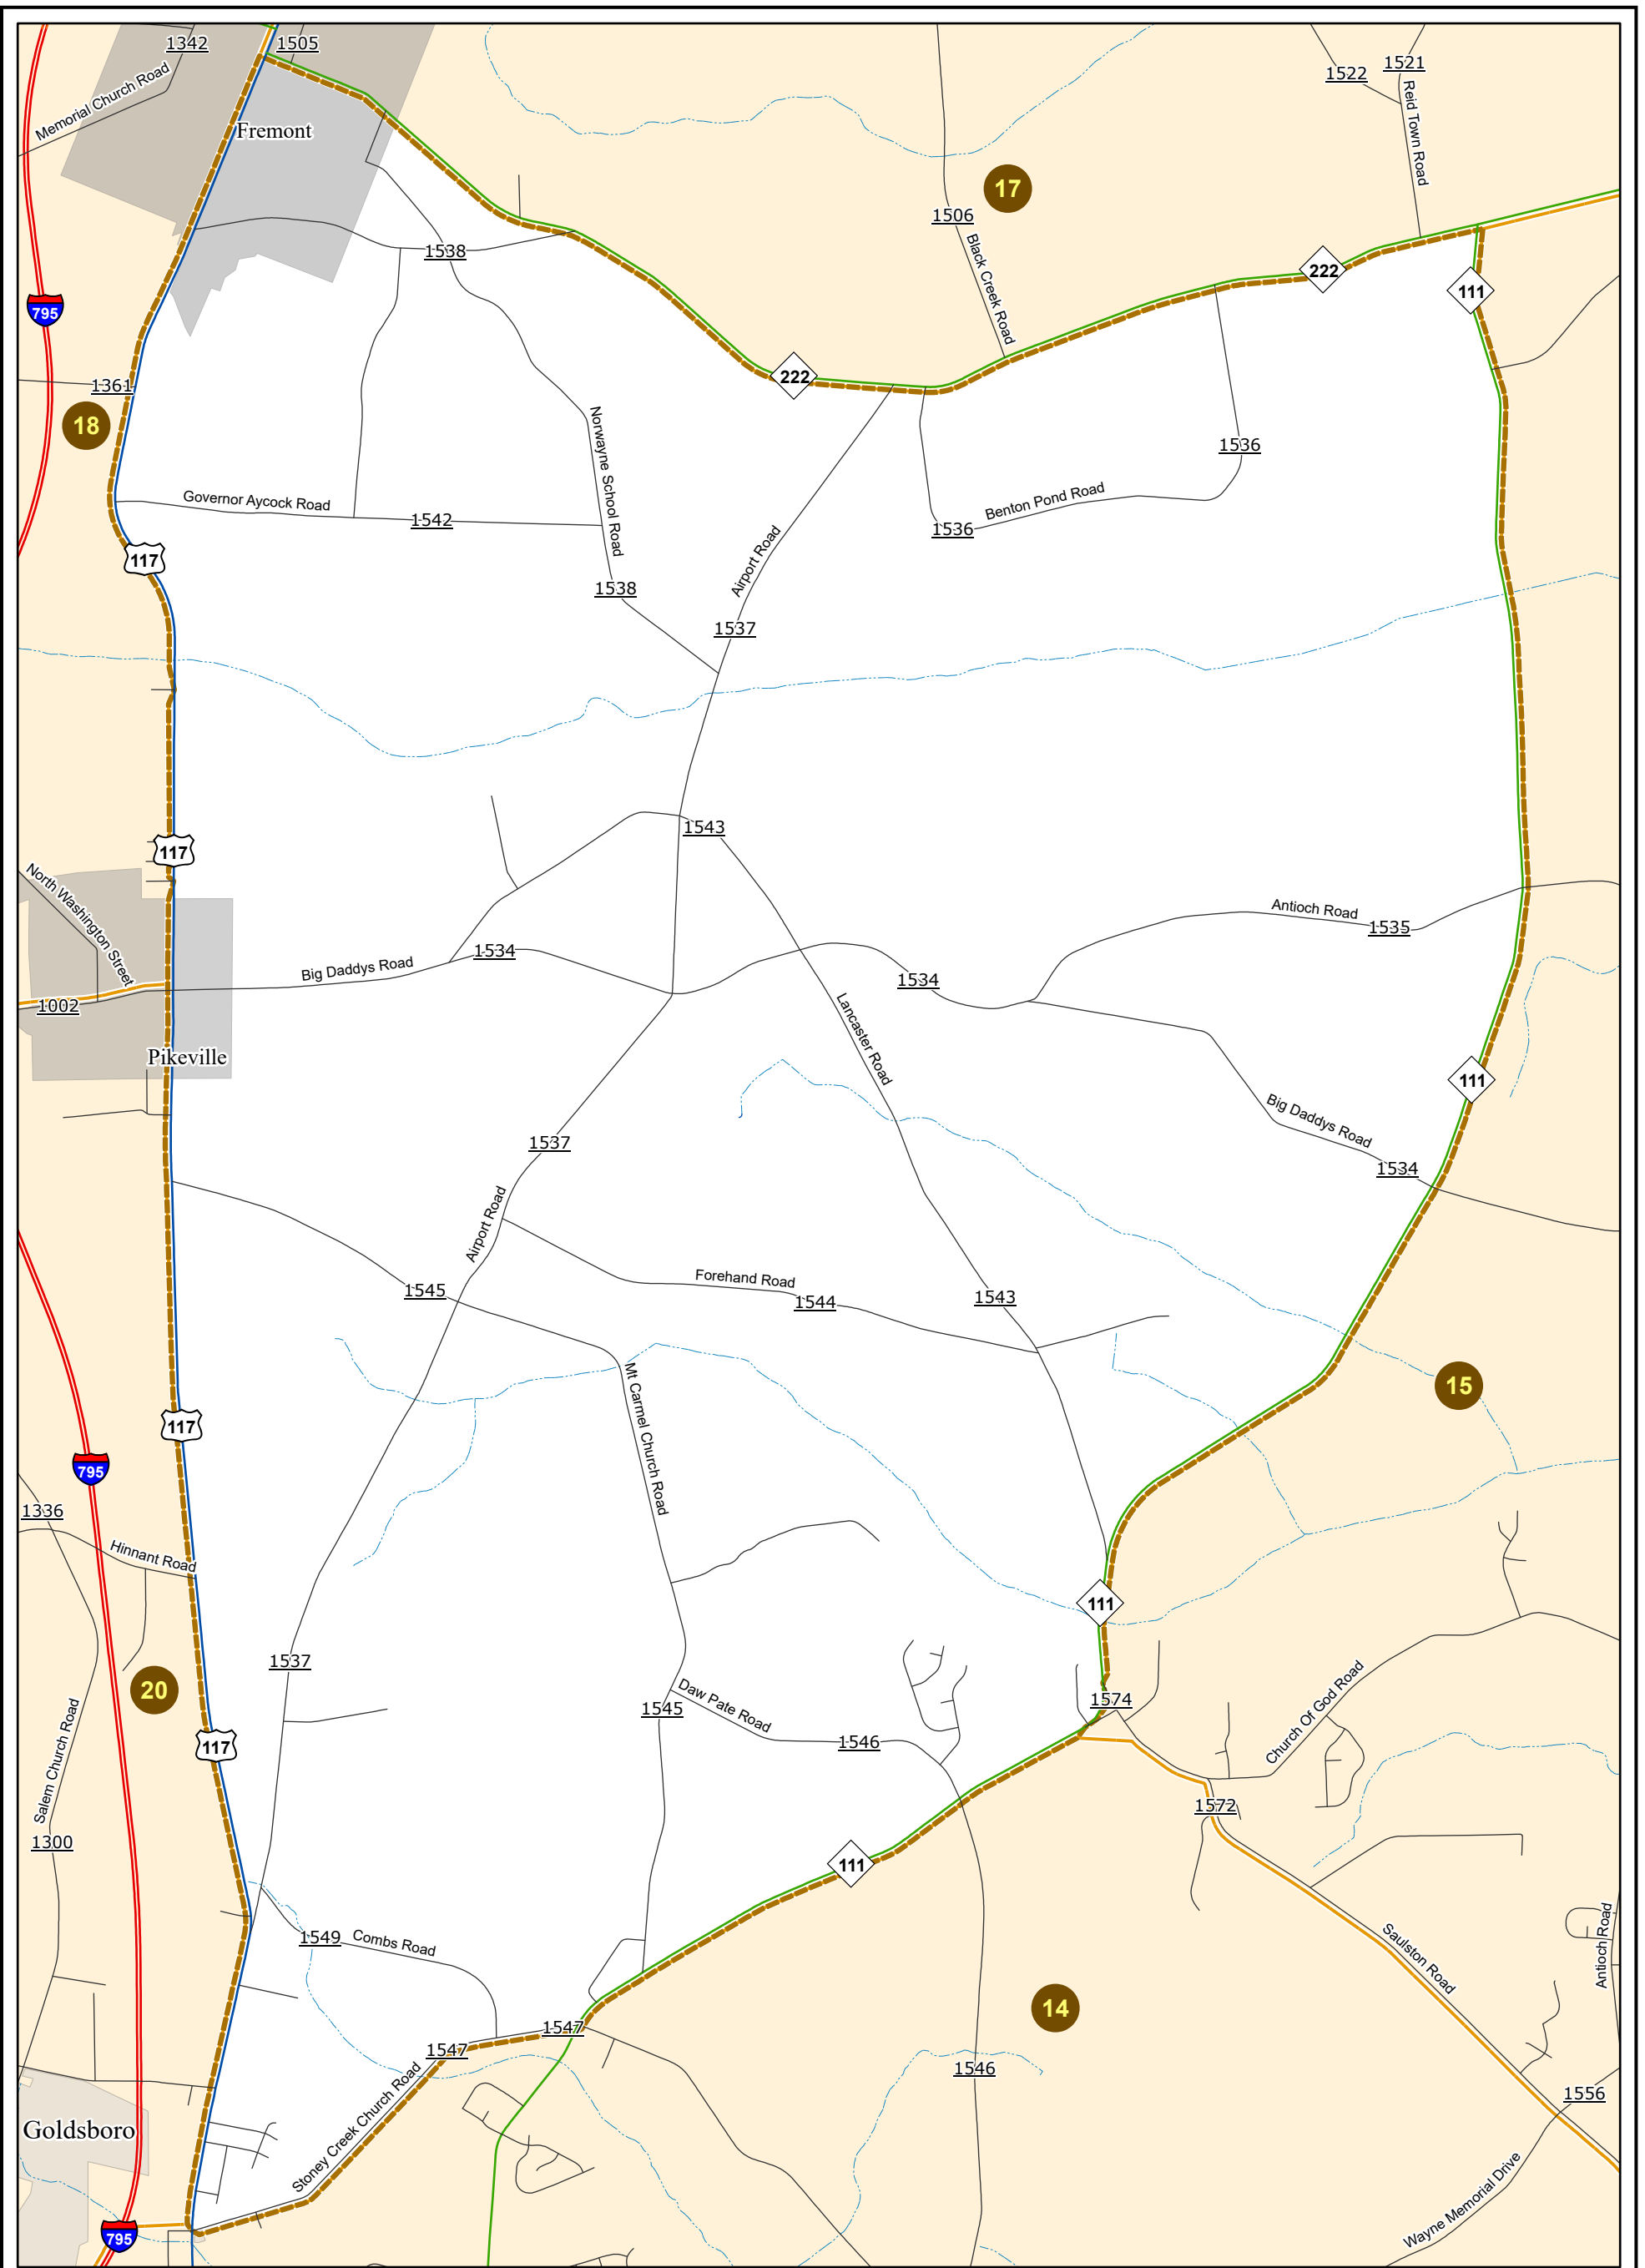 1342
1505
1522
1521
Memorial Church Road
Fremont
Reid Town Road
17
1506
Black Creek Road
1538
222
111
795
222
1361
18
Norwayne School Road
1536
Governor Aycock Road
1542
Benton Pond Road
1536
117
Airport Road
1538
1537
1543
117
North Washington Street
Antioch Road
1535
1534
Big Daddys Road
1534
1002
Lancaster Road
Pikeville
111
Big Daddys Road
1537
1534
Airport Road
1545
Forehand Road
1544
1543
Mt Carmel Church Road
15
117
795
1336
Hinnant Road
111
1537
20
Daw Pate Road
1545
1574
Church Of God Road
117
1546
Salem Church Road
1572
1300
111
1549
Combs Road
Saulston Road
Antioch Road
14
1547
1547
1546
Stoney Creek Church Road
1556
Goldsboro
Wayne Memorial Drive
795